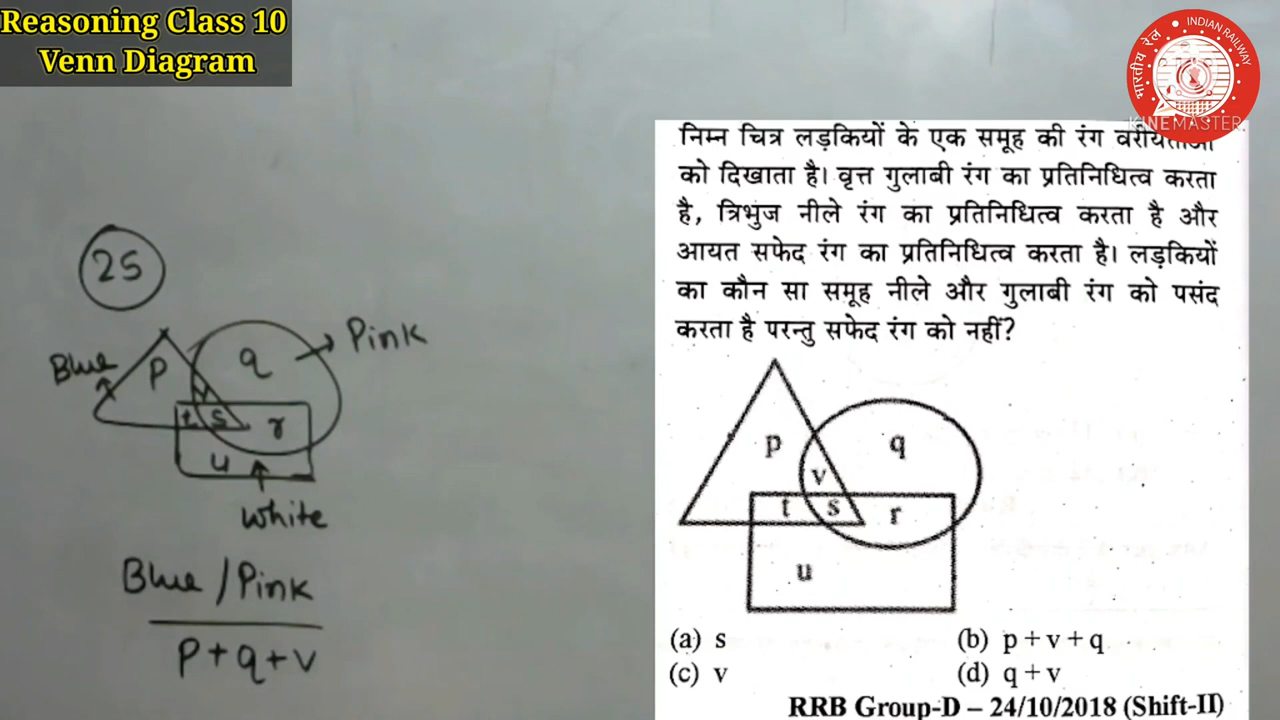 Reasoning Class 10
Venn Diagram
भारतीय रेल
INDIAN RAILWAY
KINEMASTER
25
Blue
p
q
Pink
v
t
s
r
u
White
Blue / Pink
p + q + v
निम्न चित्र लड़कियों के एक समूह की रंग वरीयताओं
को दिखाता है। वृत्त गुलाबी रंग का प्रतिनिधित्व करता
है, त्रिभुज नीले रंग का प्रतिनिधित्व करता है और
आयत सफेद रंग का प्रतिनिधित्व करता है। लड़कियों
का कौन सा समूह नीले और गुलाबी रंग को पसंद
करता है परन्तु सफेद रंग को नहीं?
p
q
v
t
s
r
u
(a) s
(b) p + v + q
(c) v
(d) q + v
RRB Group-D – 24/10/2018 (Shift-II)